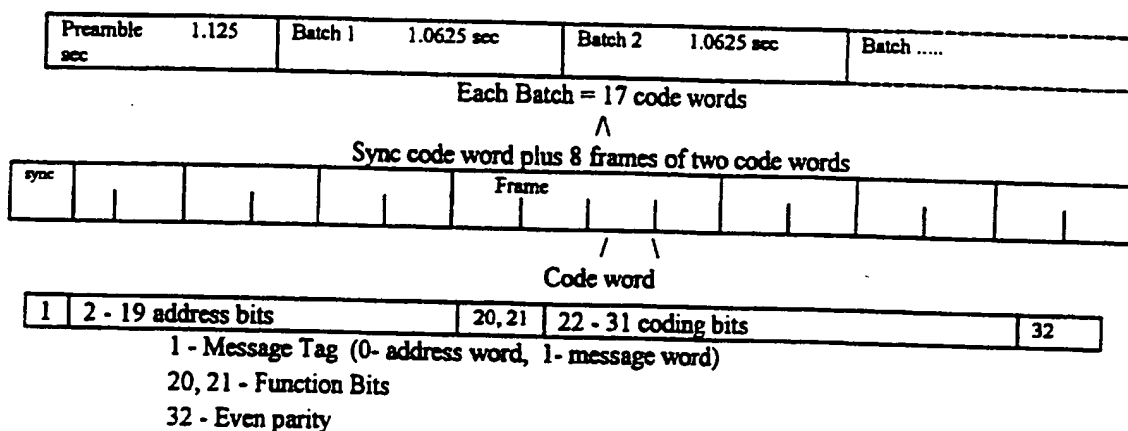 Preamble 1.125 sec
Batch 1 1.0625 sec
Batch 2 1.0625 sec
Batch .....
Each Batch = 17 code words
/\
Sync code word plus 8 frames of two code words
sync
Frame
/ \
Code word
1 2 - 19 address bits 20, 21 22 - 31 coding bits 32
1 - Message Tag (0- address word, 1- message word)
20, 21 - Function Bits
32 - Even parity